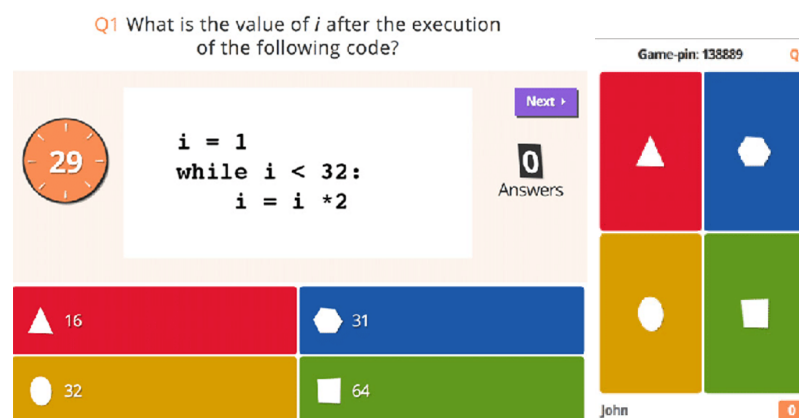 Q1 What is the value of i after the execution
of the following code?
29
i = 1
while i < 32:
i = i *2
Next
0
Answers
16
31
32
64
Game-pin: 138889
Q
John
0